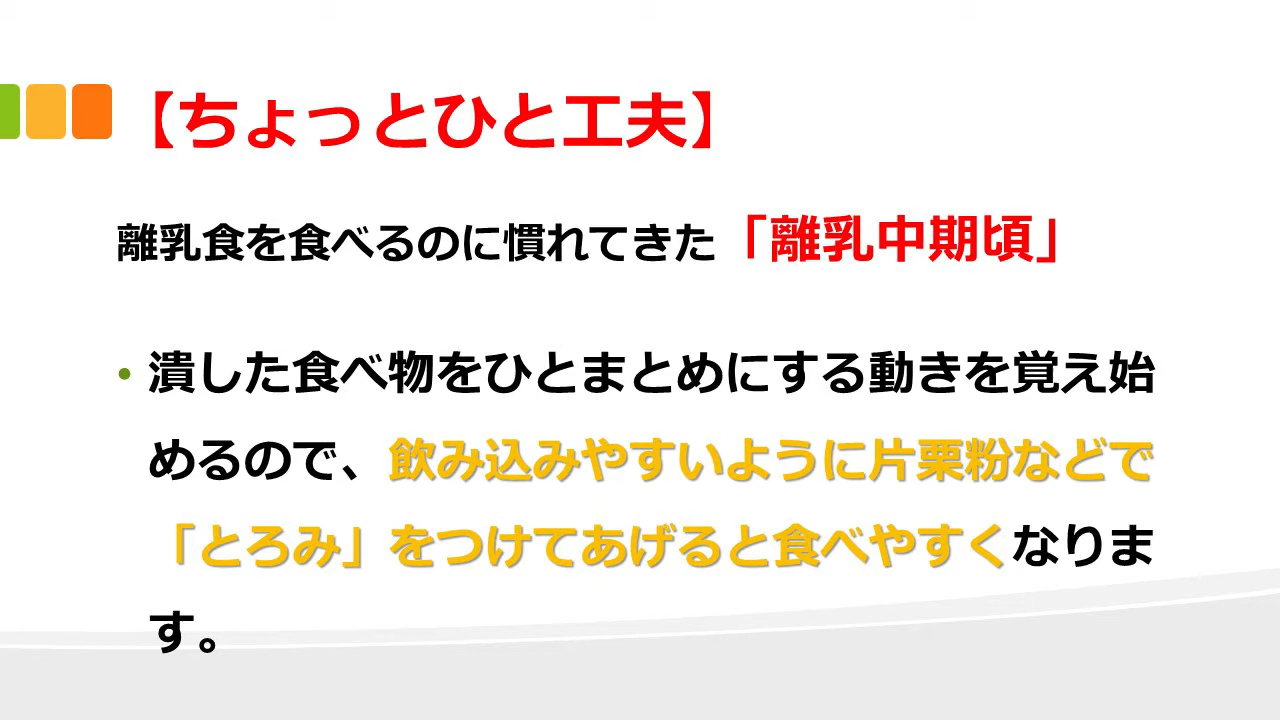 【ちょっとひと工夫】
離乳食を食べるのに慣れてきた「離乳中期頃」
• 潰した食べ物をひとまとめにする動きを覚え始
めるので、飲み込みやすいように片栗粉などで
「とろみ」をつけてあげると食べやすくなりま
す。